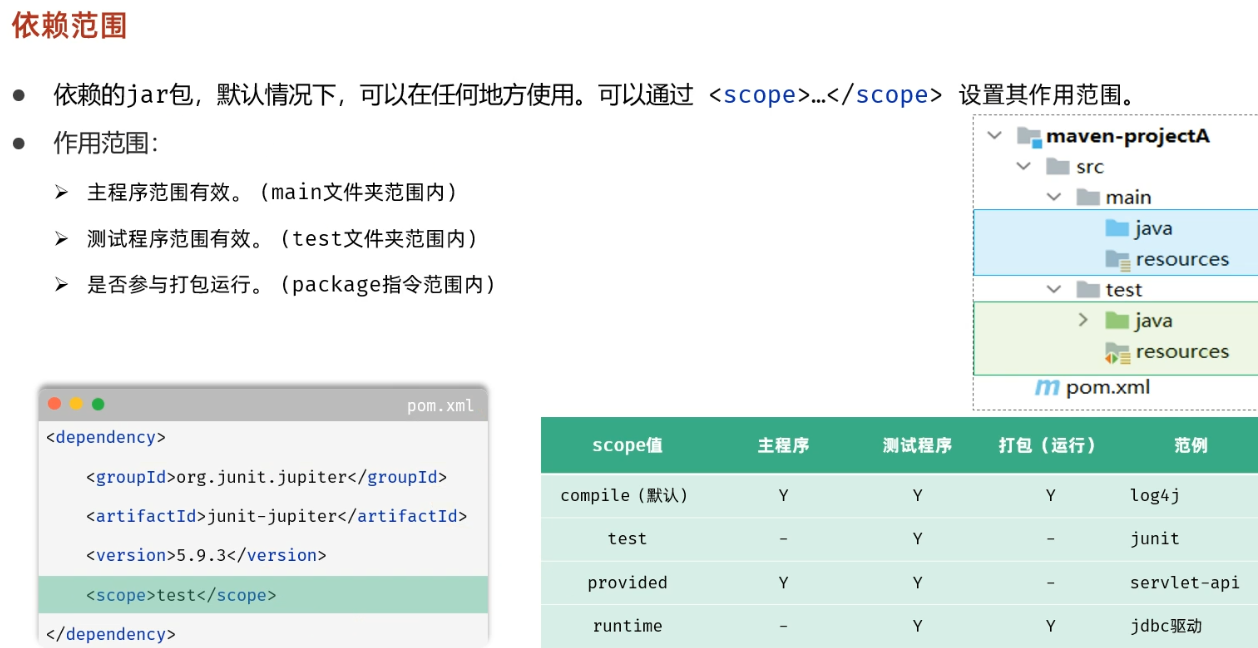 依赖范围
依赖的jar包，默认情况下，可以在任何地方使用。可以通过 <scope>…</scope> 设置其作用范围。
作用范围：
主程序范围有效。（main文件夹范围内）
测试程序范围有效。（test文件夹范围内）
是否参与打包运行。（package指令范围内）
maven-projectA
src
main
java
resources
test
java
resources
pom.xml
pom.xml
<dependency>
<groupId>org.junit.jupiter</groupId>
<artifactId>junit-jupiter</artifactId>
<version>5.9.3</version>
<scope>test</scope>
</dependency>
scope值 主程序 测试程序 打包（运行） 范例
compile（默认） Y Y Y log4j
test - Y - junit
provided Y Y - servlet-api
runtime - Y Y jdbc驱动